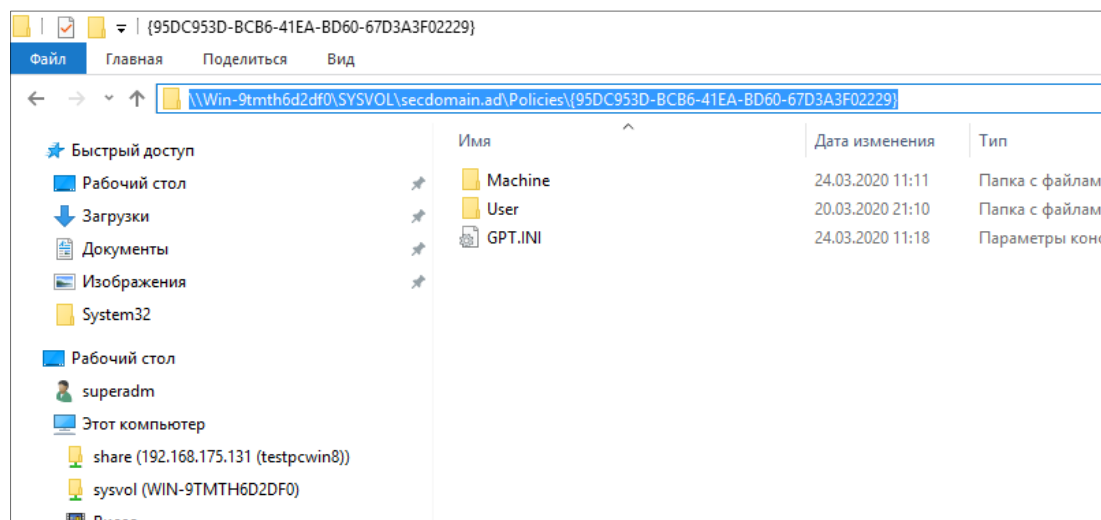 {95DC953D-BCB6-41EA-BD60-67D3A3F02229}
Файл Главная Поделиться Вид
\\Win-9tmth6d2df0\SYSVOL\secdomain.ad\Policies\{95DC953D-BCB6-41EA-BD60-67D3A3F02229}
Имя Дата изменения Тип
Быстрый доступ
Рабочий стол
Загрузки
Документы
Изображения
System32
Рабочий стол
superadm
Этот компьютер
share (192.168.175.131 (testpcwin8))
sysvol (WIN-9TMTH6D2DF0)
Machine 24.03.2020 11:11 Папка с файлам
User 20.03.2020 21:10 Папка с файлам
GPT.INI 24.03.2020 11:18 Параметры кон